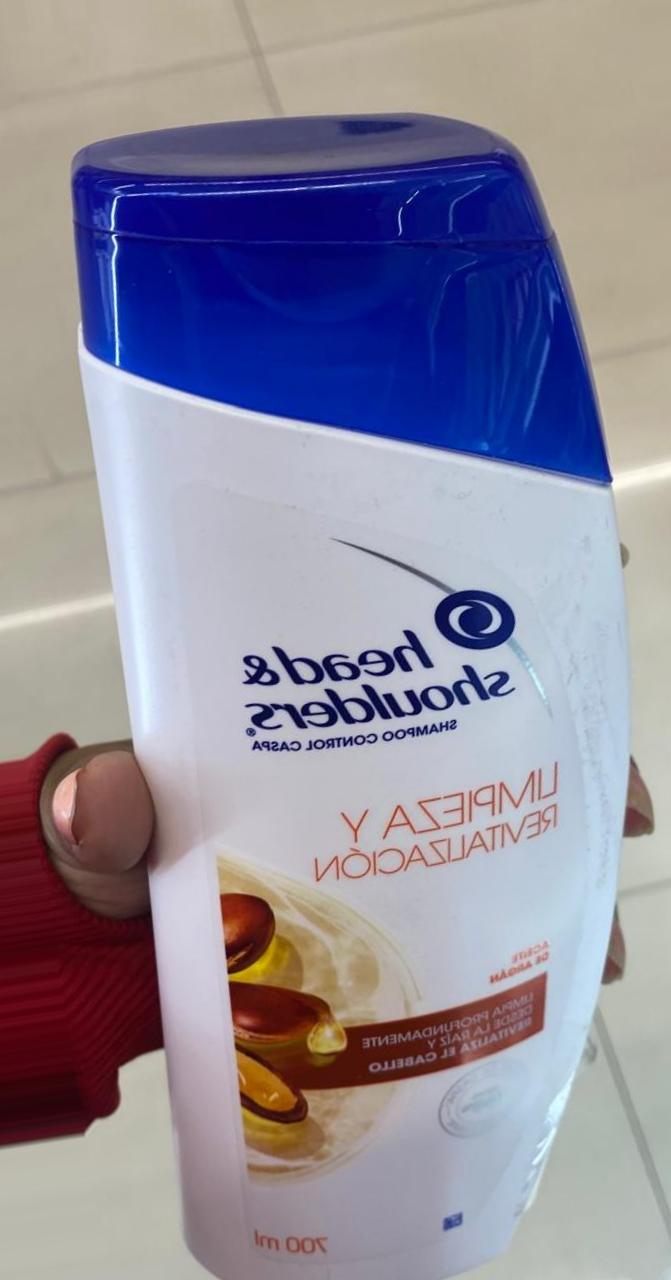 head &
shoulders®
SHAMPOO CONTROL CASPA
LIMPIEZA Y
REVITALIZACIÓN
ACEITE
DE ARGÁN
LIMPIA PROFUNDAMENTE
DESDE LA RAÍZ Y
REVITALIZA EL CABELLO
700 ml